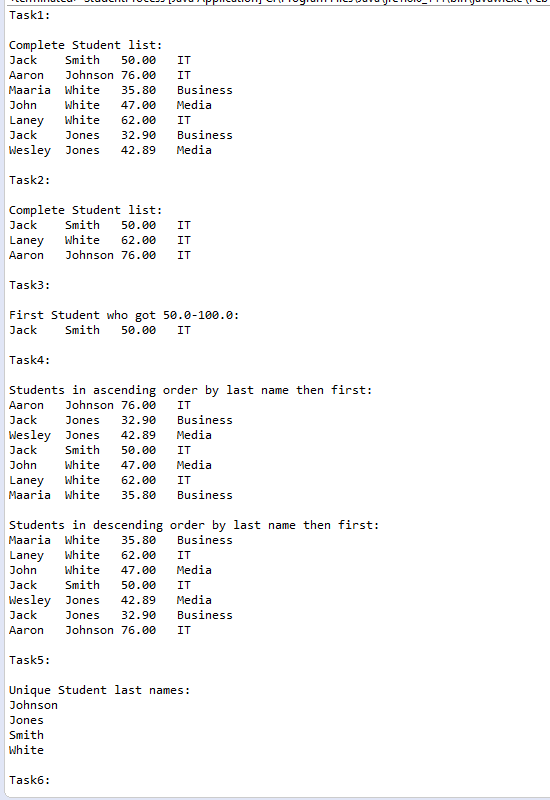 Task1:
Complete Student list:
Jack Smith 50.00 IT
Aaron Johnson 76.00 IT
Maaria White 35.80 Business
John White 47.00 Media
Laney White 62.00 IT
Jack Jones 32.90 Business
Wesley Jones 42.89 Media
Task2:
Complete Student list:
Jack Smith 50.00 IT
Laney White 62.00 IT
Aaron Johnson 76.00 IT
Task3:
First Student who got 50.0-100.0:
Jack Smith 50.00 IT
Task4:
Students in ascending order by last name then first:
Aaron Johnson 76.00 IT
Jack Jones 32.90 Business
Wesley Jones 42.89 Media
Jack Smith 50.00 IT
John White 47.00 Media
Laney White 62.00 IT
Maaria White 35.80 Business
Students in descending order by last name then first:
Maaria White 35.80 Business
Laney White 62.00 IT
John White 47.00 Media
Jack Smith 50.00 IT
Wesley Jones 42.89 Media
Jack Jones 32.90 Business
Aaron Johnson 76.00 IT
Task5:
Unique Student last names:
Johnson
Jones
Smith
White
Task6: